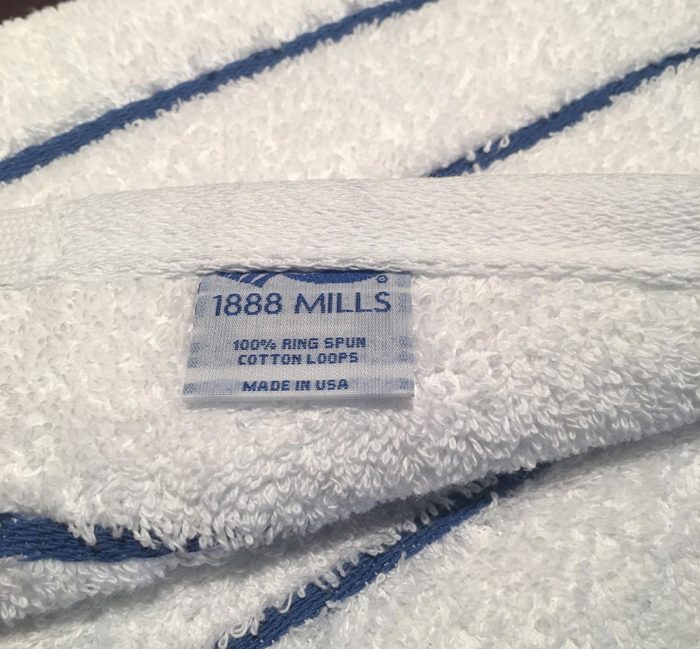 1888 MILLS
100% RING SPUN
COTTON LOOPS
MADE IN USA